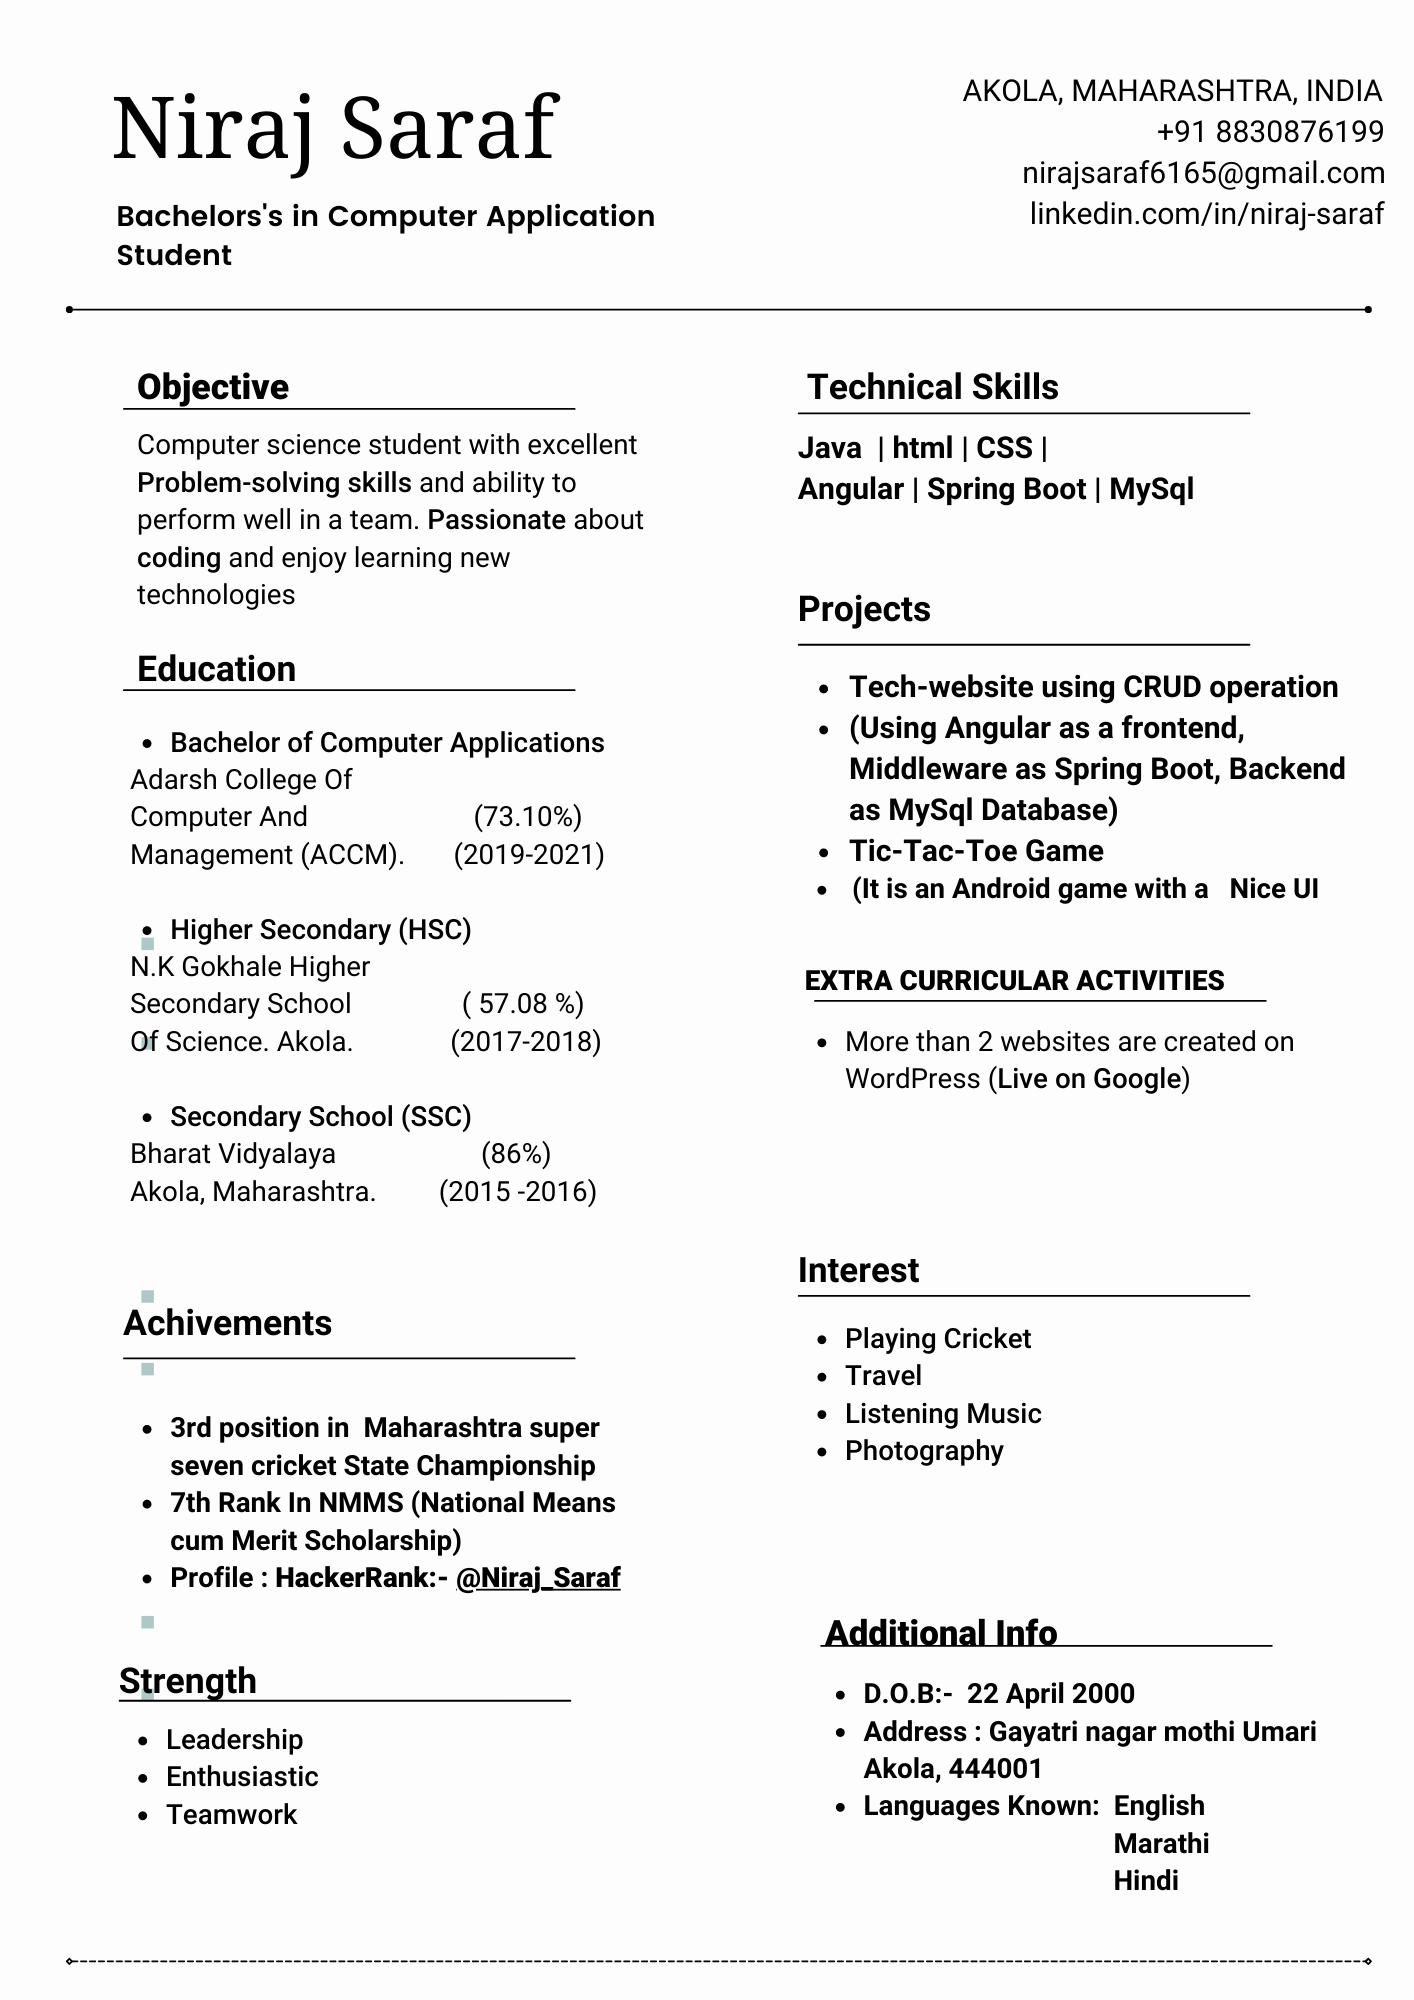 Niraj Saraf
Bachelors's in Computer Application
Student
AKOLA, MAHARASHTRA, INDIA
+91 8830876199
nirajsaraf6165@gmail.com
linkedin.com/in/niraj-saraf
Objective
Computer science student with excellent
Problem-solving skills and ability to
perform well in a team. Passionate about
coding and enjoy learning new
technologies
Education
• Bachelor of Computer Applications
Adarsh College Of
Computer And (73.10%)
Management (ACCM). (2019-2021)
• Higher Secondary (HSC)
N.K Gokhale Higher
Secondary School ( 57.08 %)
Of Science. Akola. (2017-2018)
• Secondary School (SSC)
Bharat Vidyalaya (86%)
Akola, Maharashtra. (2015 -2016)
Achivements
• 3rd position in Maharashtra super
seven cricket State Championship
• 7th Rank In NMMS (National Means
cum Merit Scholarship)
• Profile : HackerRank:- @Niraj_Saraf
Strength
• Leadership
• Enthusiastic
• Teamwork
Technical Skills
Java | html | CSS |
Angular | Spring Boot | MySql
Projects
• Tech-website using CRUD operation
• (Using Angular as a frontend,
Middleware as Spring Boot, Backend
as MySql Database)
• Tic-Tac-Toe Game
• (It is an Android game with a Nice UI
EXTRA CURRICULAR ACTIVITIES
• More than 2 websites are created on
WordPress (Live on Google)
Interest
• Playing Cricket
• Travel
• Listening Music
• Photography
Additional Info
• D.O.B:- 22 April 2000
• Address : Gayatri nagar mothi Umari
Akola, 444001
• Languages Known: English
Marathi
Hindi